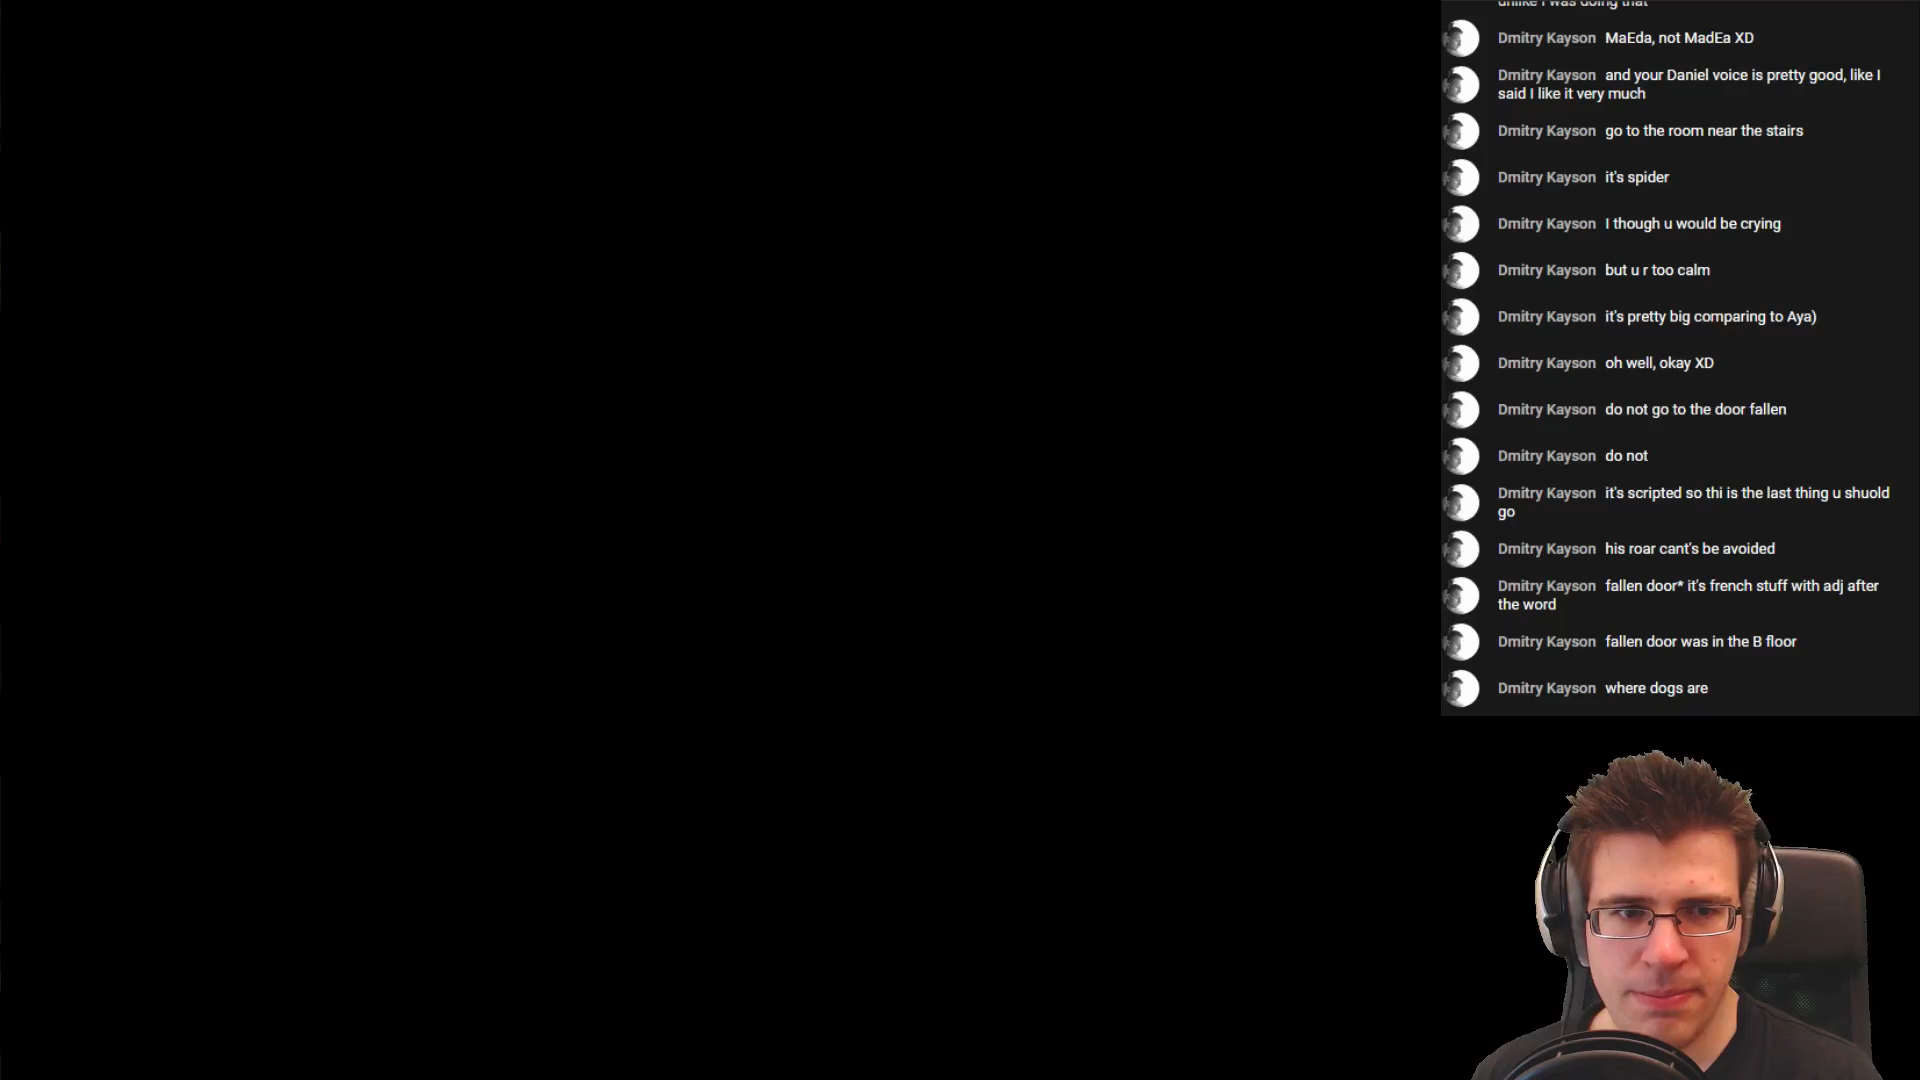 unlike I was doing that
Dmitry Kayson MaEda, not MadEa XD
Dmitry Kayson and your Daniel voice is pretty good, like I
said I like it very much
Dmitry Kayson go to the room near the stairs
Dmitry Kayson it's spider
Dmitry Kayson I though u would be crying
Dmitry Kayson but u r too calm
Dmitry Kayson it's pretty big comparing to Aya)
Dmitry Kayson oh well, okay XD
Dmitry Kayson do not go to the door fallen
Dmitry Kayson do not
Dmitry Kayson it's scripted so thi is the last thing u shuold
go
Dmitry Kayson his roar cant's be avoided
Dmitry Kayson fallen door* it's french stuff with adj after
the word
Dmitry Kayson fallen door was in the B floor
Dmitry Kayson where dogs are